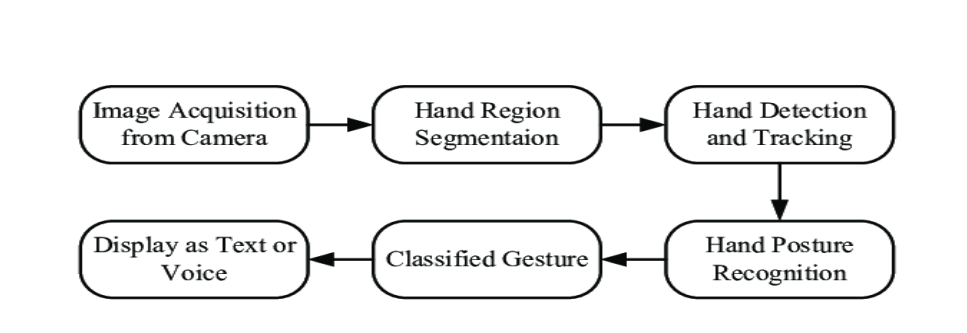 Image Acquisition
from Camera
Hand Region
Segmentaion
Hand Detection
and Tracking
Hand Posture
Recognition
Classified Gesture
Display as Text or
Voice